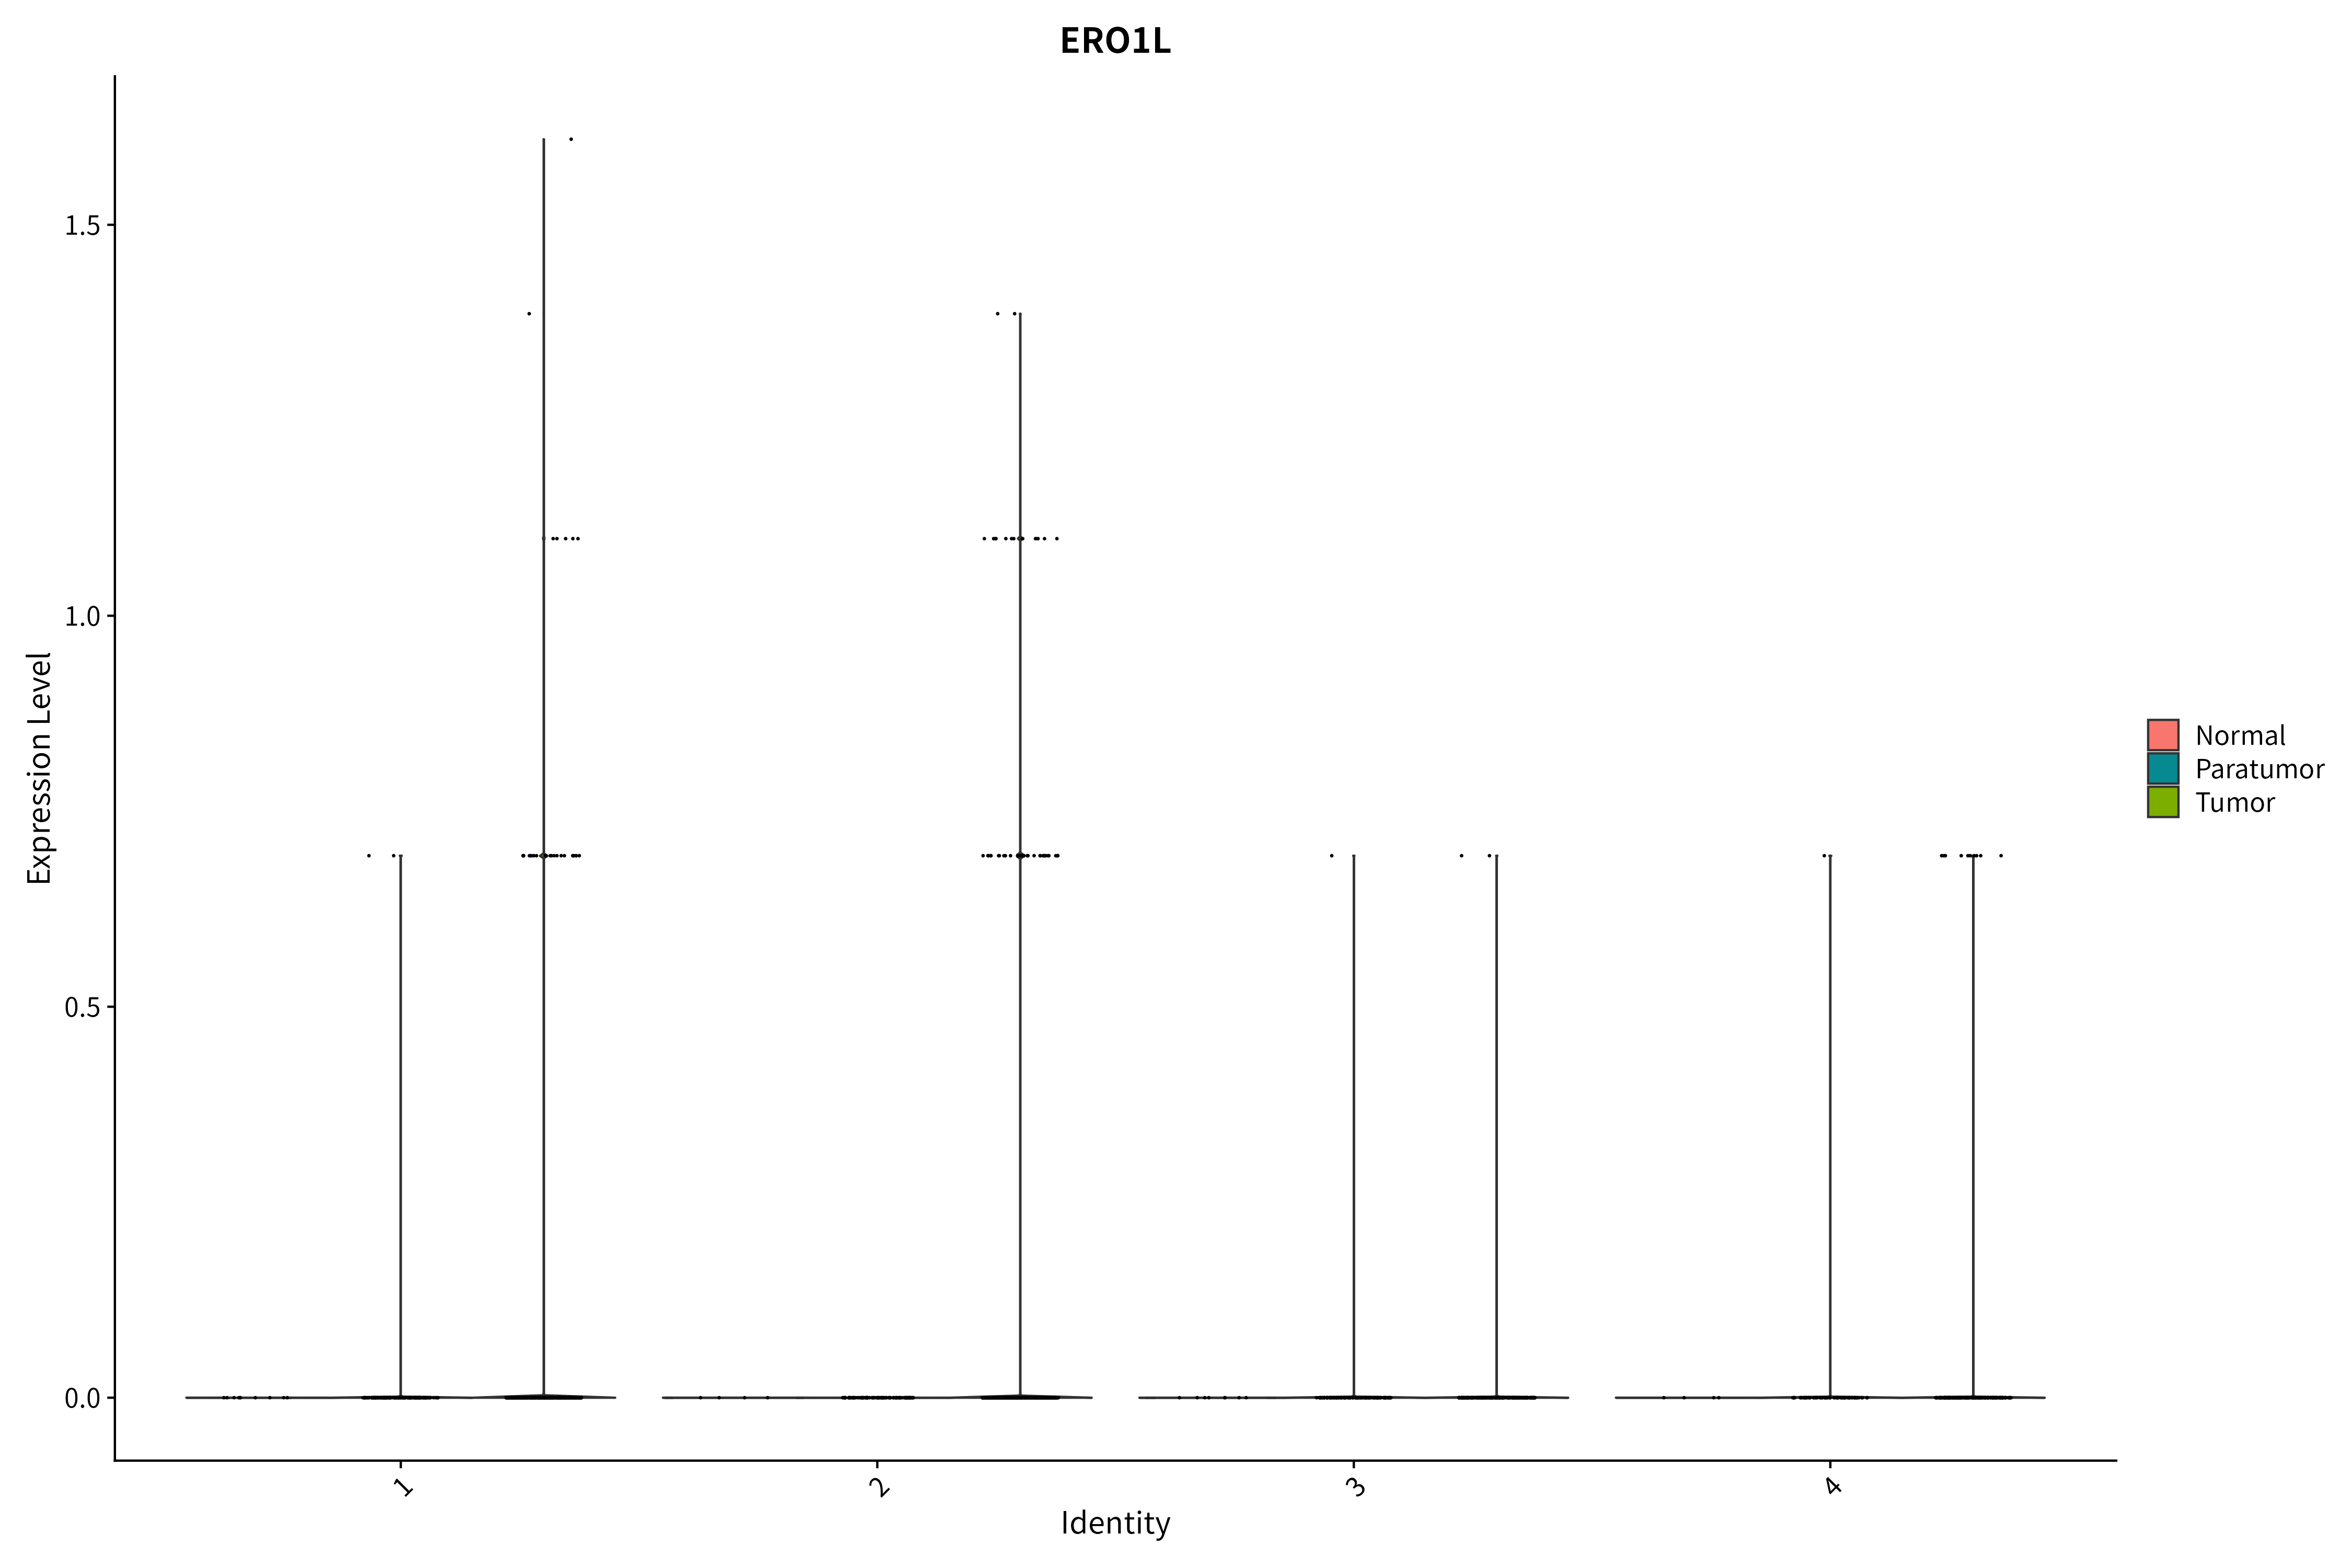 ERO1L
1.5
1.0
0.5
0.0
Expression Level
1
2
3
4
Identity
Normal
Paratumor
Tumor